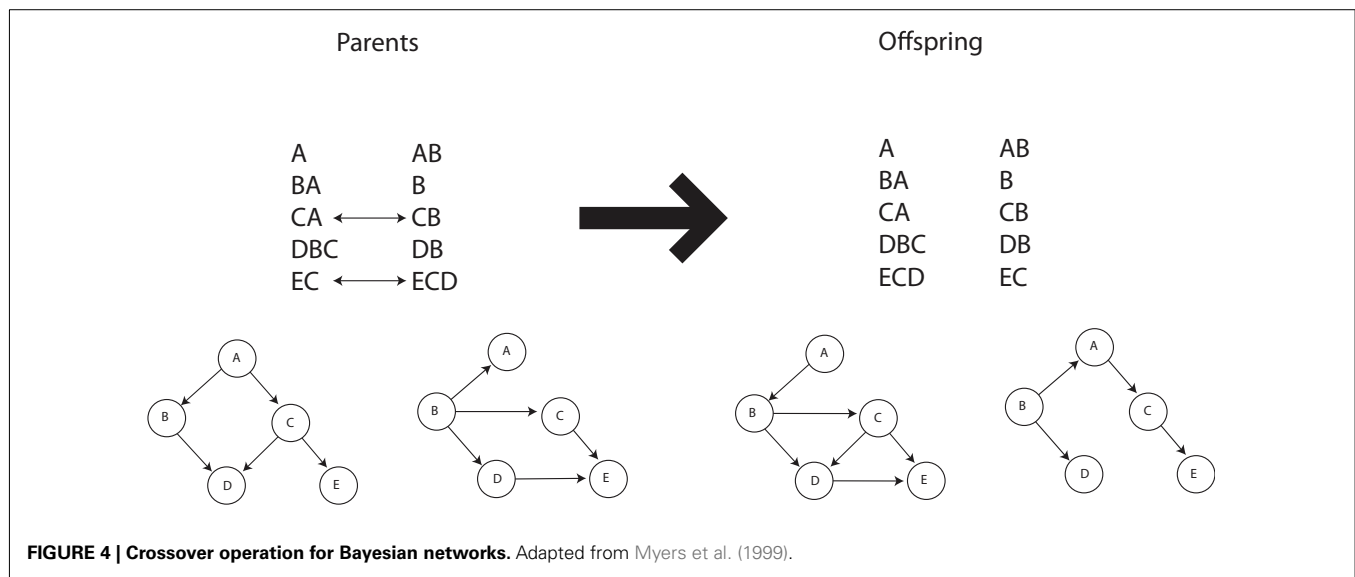 Parents
Offspring
A AB
BA B
CA CB
DBC DB
EC ECD
A AB
BA B
CA CB
DBC DB
ECD EC
A
B
C
D
E
A
B
C
D
E
A
B
C
D
E
A
B
C
D
E
FIGURE 4 | Crossover operation for Bayesian networks. Adapted from Myers et al. (1999).